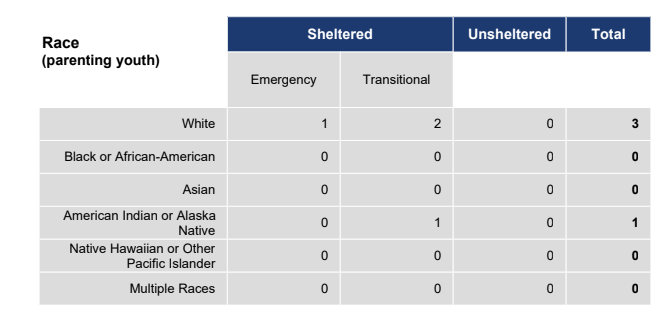 Race
(parenting youth)
Sheltered Unsheltered Total
Emergency Transitional
White 1 2 0 3
Black or African-American 0 0 0 0
Asian 0 0 0 0
American Indian or Alaska
Native 0 1 0 1
Native Hawaiian or Other
Pacific Islander 0 0 0 0
Multiple Races 0 0 0 0